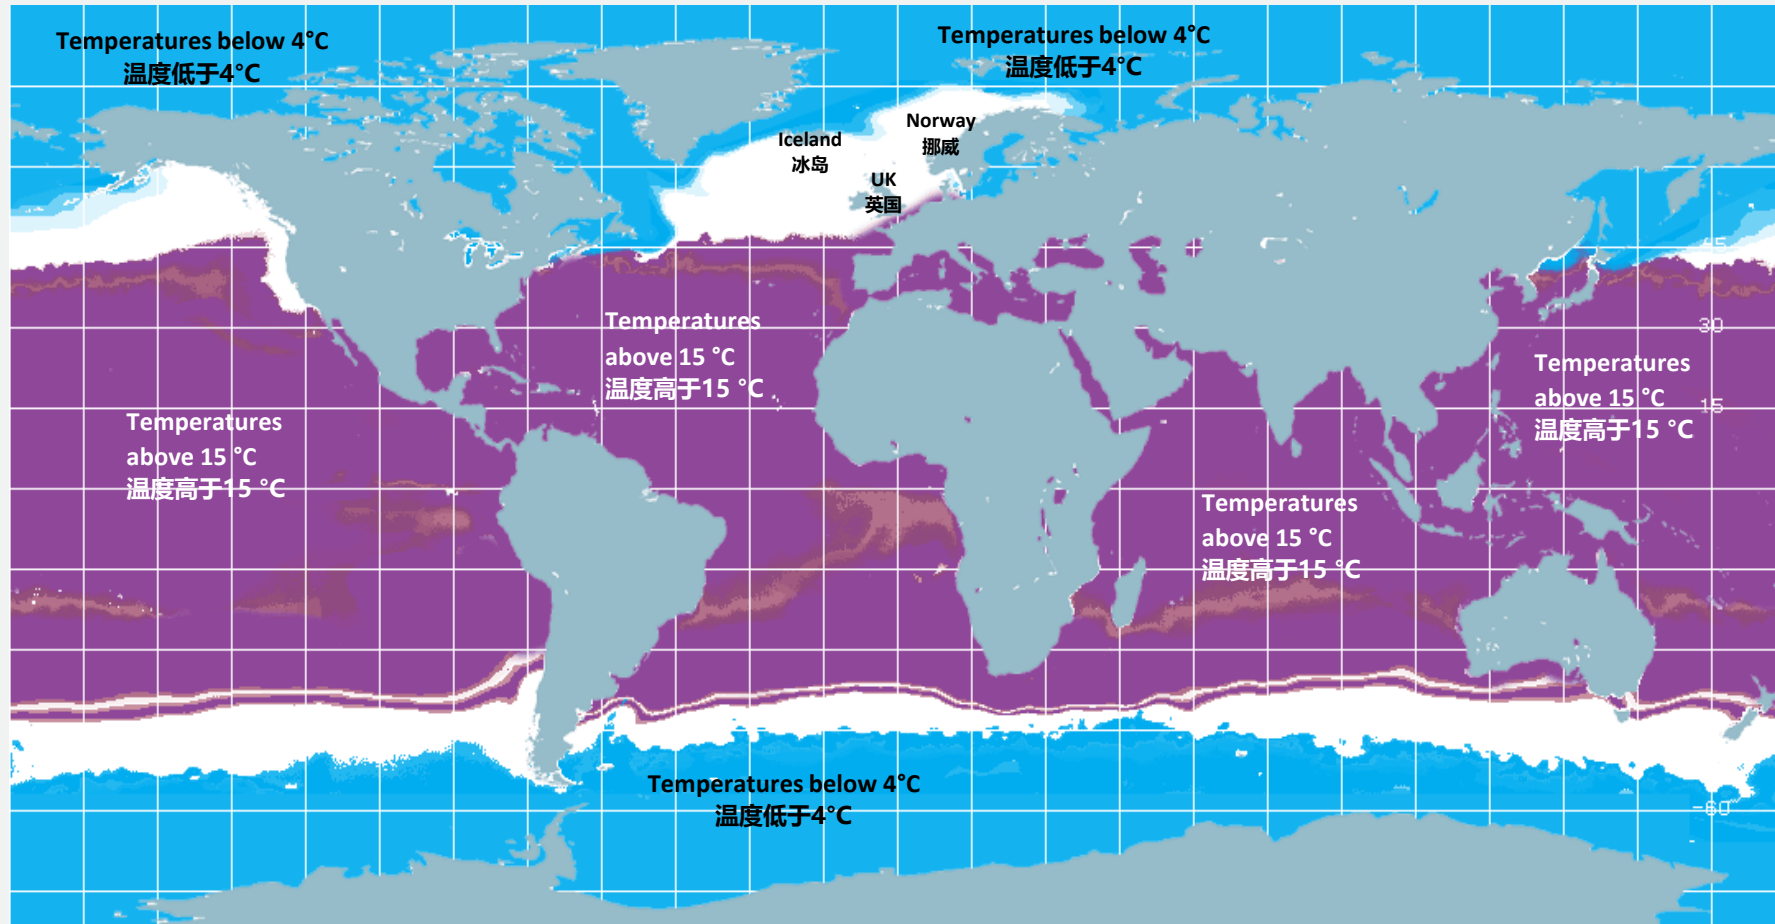 Temperatures below 4°C
温度低于4°C
Temperatures below 4°C
温度低于4°C
Iceland
冰岛
Norway
挪威
UK
英国
45
Temperatures
above 15 °C
温度高于15 °C
30
Temperatures
above 15 °C
温度高于15 °C
15
Temperatures
above 15 °C
温度高于15 °C
Temperatures
above 15 °C
温度高于15 °C
Temperatures below 4°C
温度低于4°C
-60